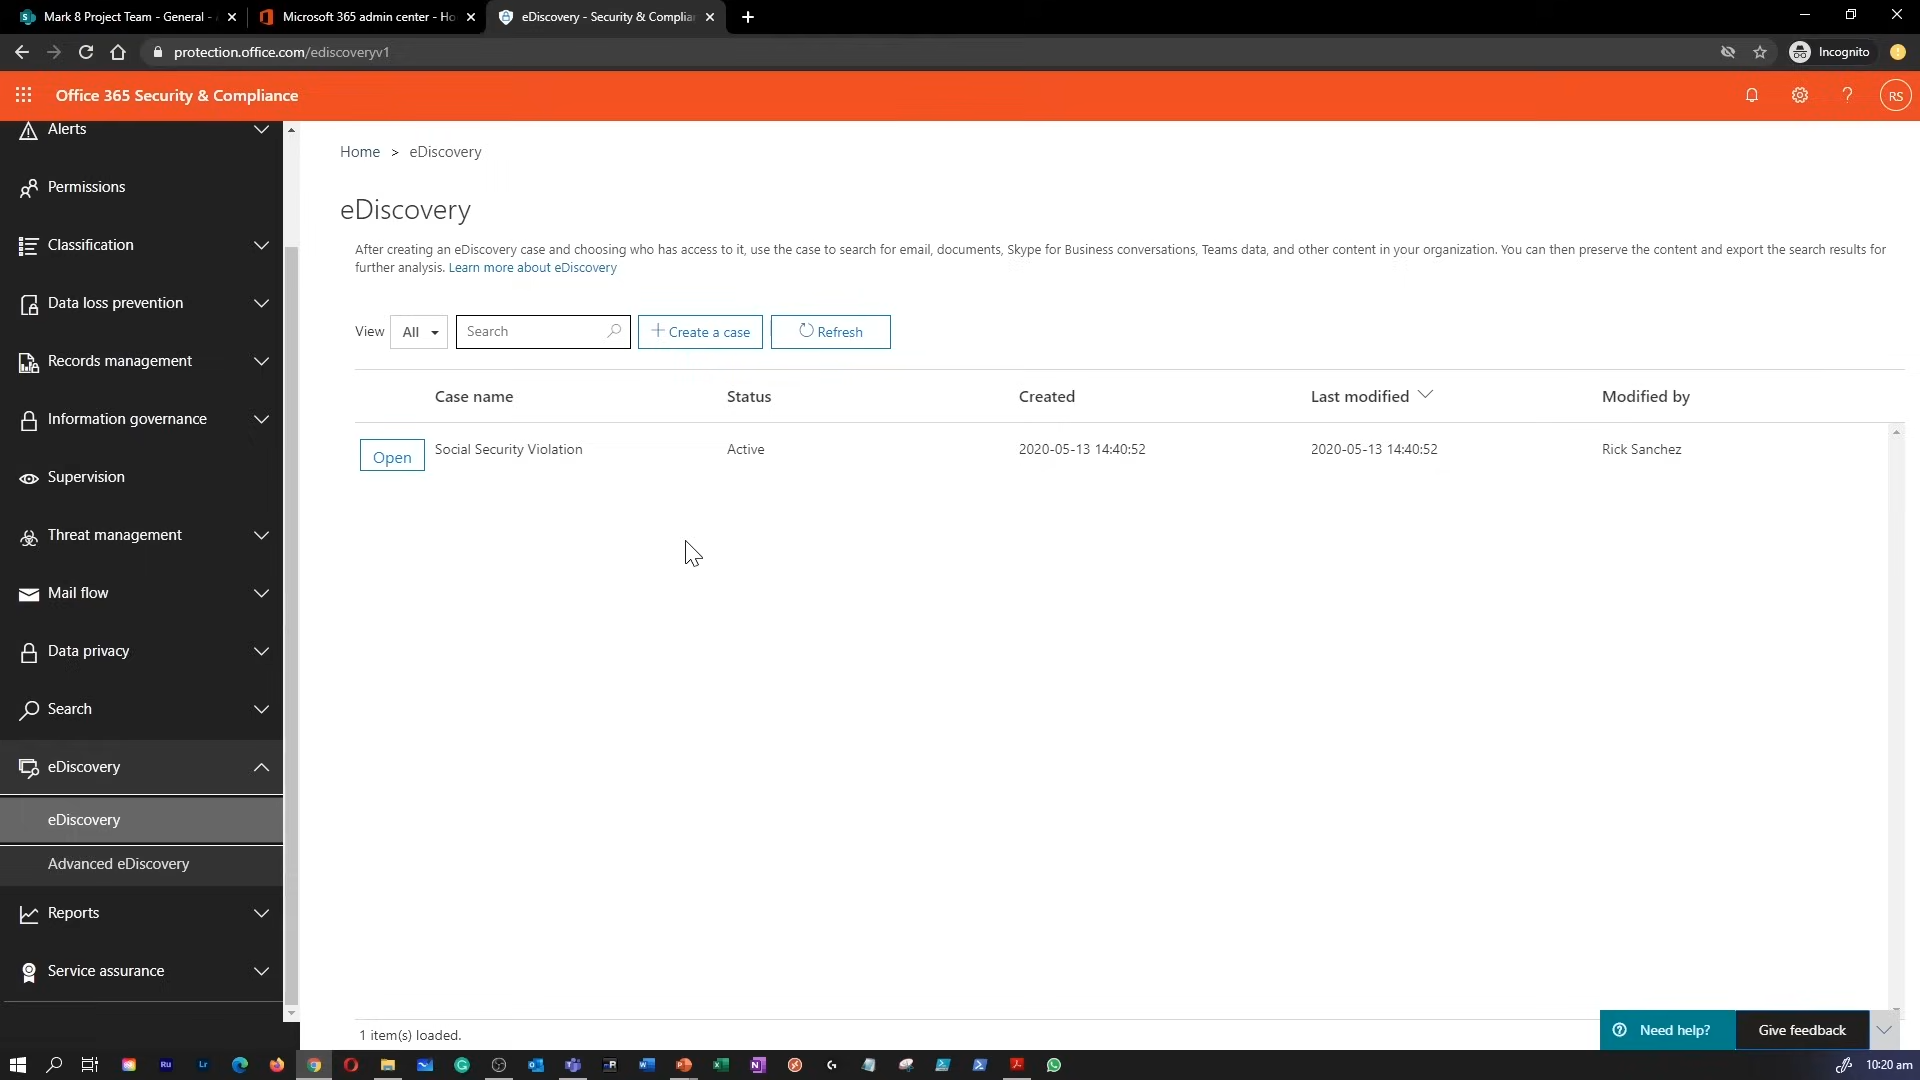 Mark 8 Project Team - General -
Microsoft 365 admin center - Ho
eDiscovery - Security & Complia
protection.office.com/ediscoveryv1
Incognito
Office 365 Security & Compliance
RS
Alerts
Permissions
Classification
Data loss prevention
Records management
Information governance
Supervision
Threat management
Mail flow
Data privacy
Search
eDiscovery
eDiscovery
Advanced eDiscovery
Reports
Service assurance
Home > eDiscovery
eDiscovery
After creating an eDiscovery case and choosing who has access to it, use the case to search for email, documents, Skype for Business conversations, Teams data, and other content in your organization. You can then preserve the content and export the search results for
further analysis. Learn more about eDiscovery
View All Search + Create a case Refresh
Case name Status Created Last modified Modified by
Open Social Security Violation Active 2020-05-13 14:40:52 2020-05-13 14:40:52 Rick Sanchez
1 item(s) loaded.
Need help? Give feedback
10:20 am